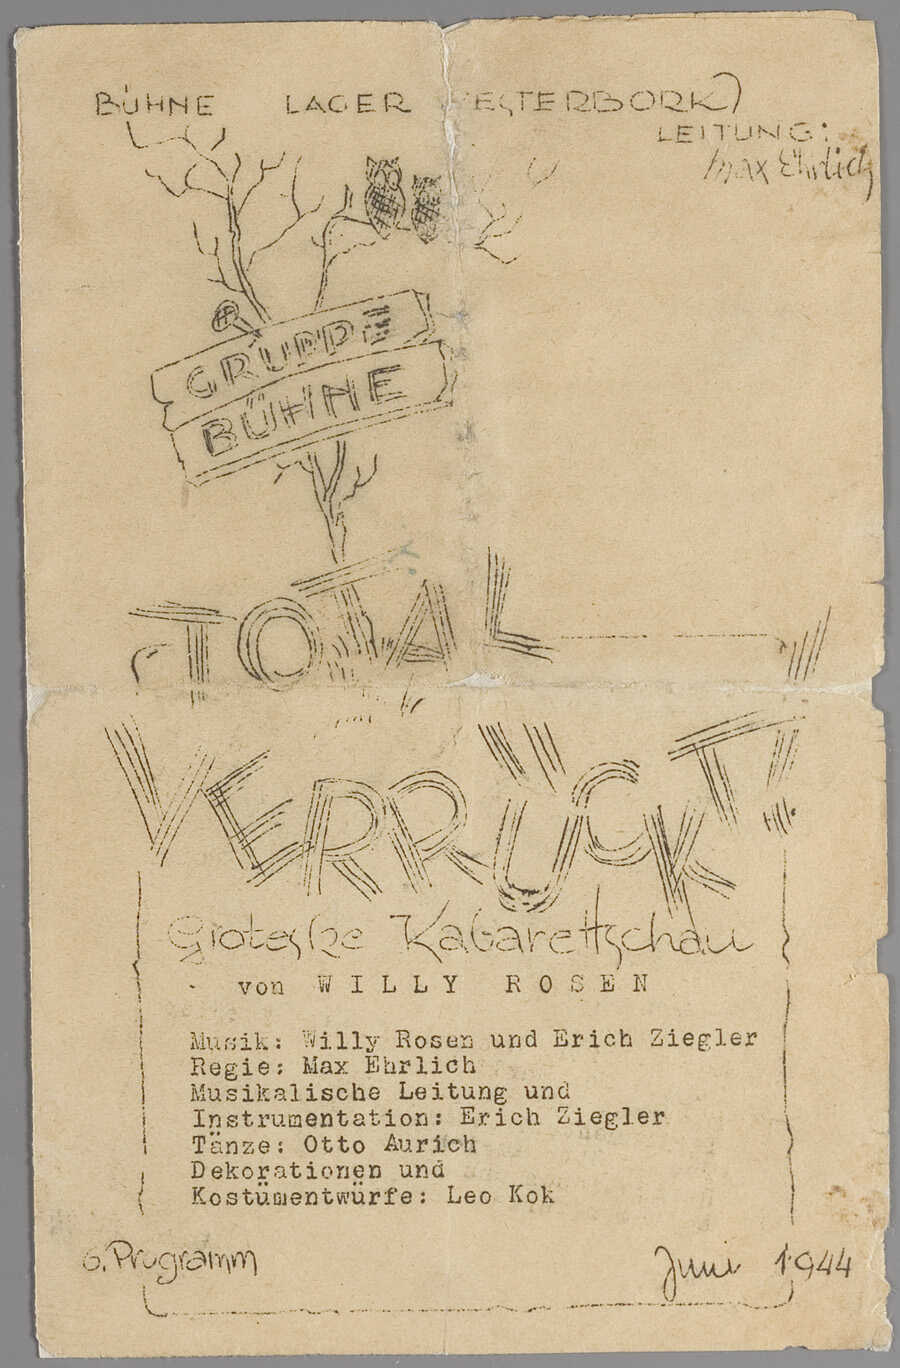 BÜHNE LAGER WESTERBORK
LEITUNG:
Max Ehrlich
GRUPPE
BÜHNE
TOTAL
VERRÜCKT!
Groteske Kabarettschau
von WILLY ROSEN
Musik: Willy Rosen und Erich Ziegler
Regie: Max Ehrlich
Musikalische Leitung und
Instrumentation: Erich Ziegler
Tänze: Otto Aurich
Dekorationen und
Kostümentwürfe: Leo Kok
6. Programm
Juni 1944